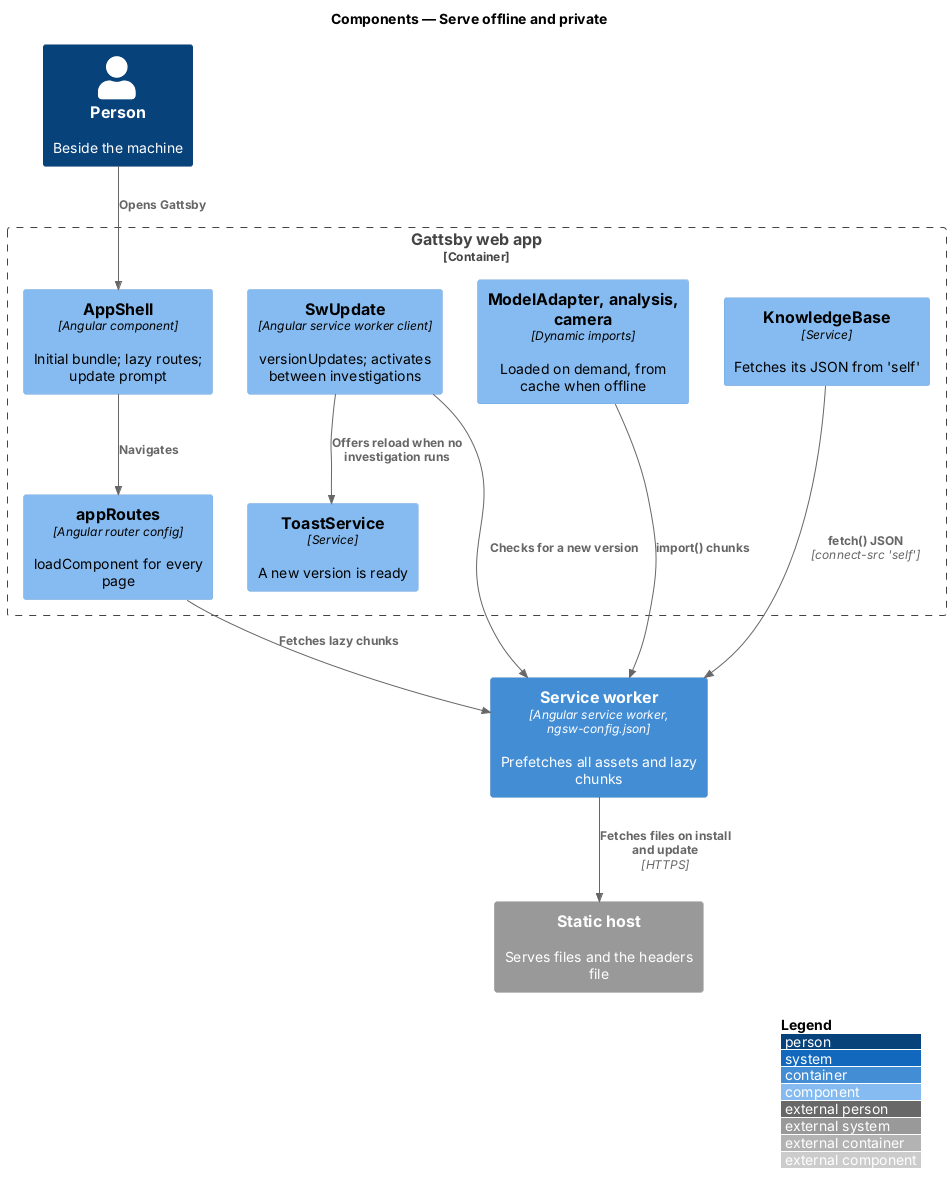 Components — Serve offline and private
Person
Beside the machine
Opens Gattsby
Gattsby web app
[Container]
AppShell
[Angular component]
Initial bundle; lazy routes;
update prompt
SwUpdate
[Angular service worker client]
versionUpdates; activates
between investigations
ModelAdapter, analysis,
camera
[Dynamic imports]
Loaded on demand, from
cache when offline
KnowledgeBase
[Service]
Fetches its JSON from 'self'
Navigates
Offers reload when no
investigation runs
appRoutes
[Angular router config]
loadComponent for every
page
ToastService
[Service]
A new version is ready
Checks for a new version
import() chunks
fetch() JSON
[connect-src 'self']
Fetches lazy chunks
Service worker
[Angular service worker,
ngsw-config.json]
Prefetches all assets and lazy
chunks
Fetches files on install
and update
[HTTPS]
Static host
Serves files and the headers
file
Legend
person
system
container
component
external person
external system
external container
external component